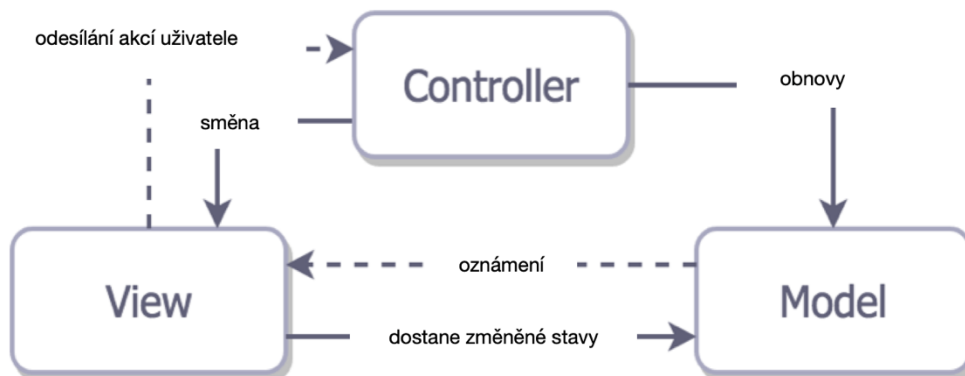 odesílání akcí uživatele
Controller
obnovy
směna
View
oznámení
dostane změněné stavy
Model